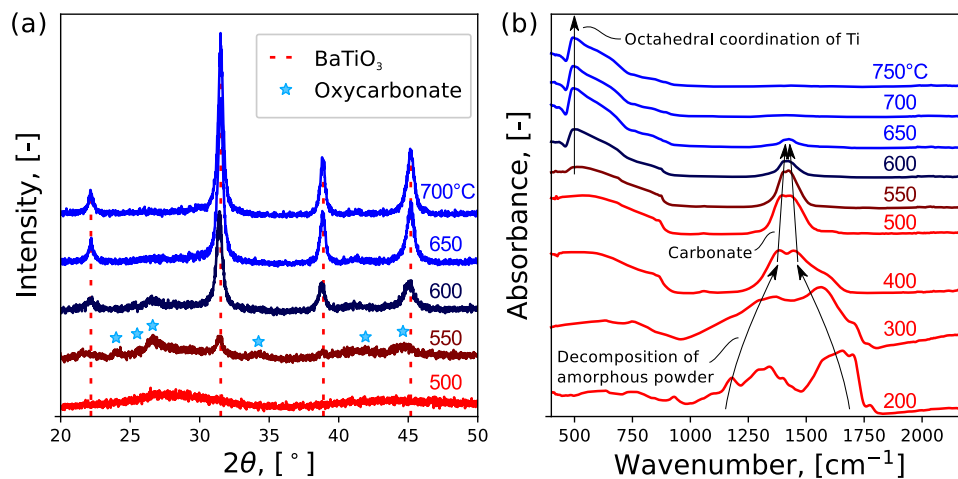 (a)
Intensity, [-]
BaTiO₃
Oxycarbonate
700°C
650
600
550
500
20 25 30 35 40 45 50
2θ, [°]
(b)
Absorbance, [-]
Octahedral coordination of Ti
750°C
700
650
600
550
500
Carbonate
400
300
Decomposition of
amorphous powder
200
500 750 1000 1250 1500 1750 2000
Wavenumber, [cm⁻¹]